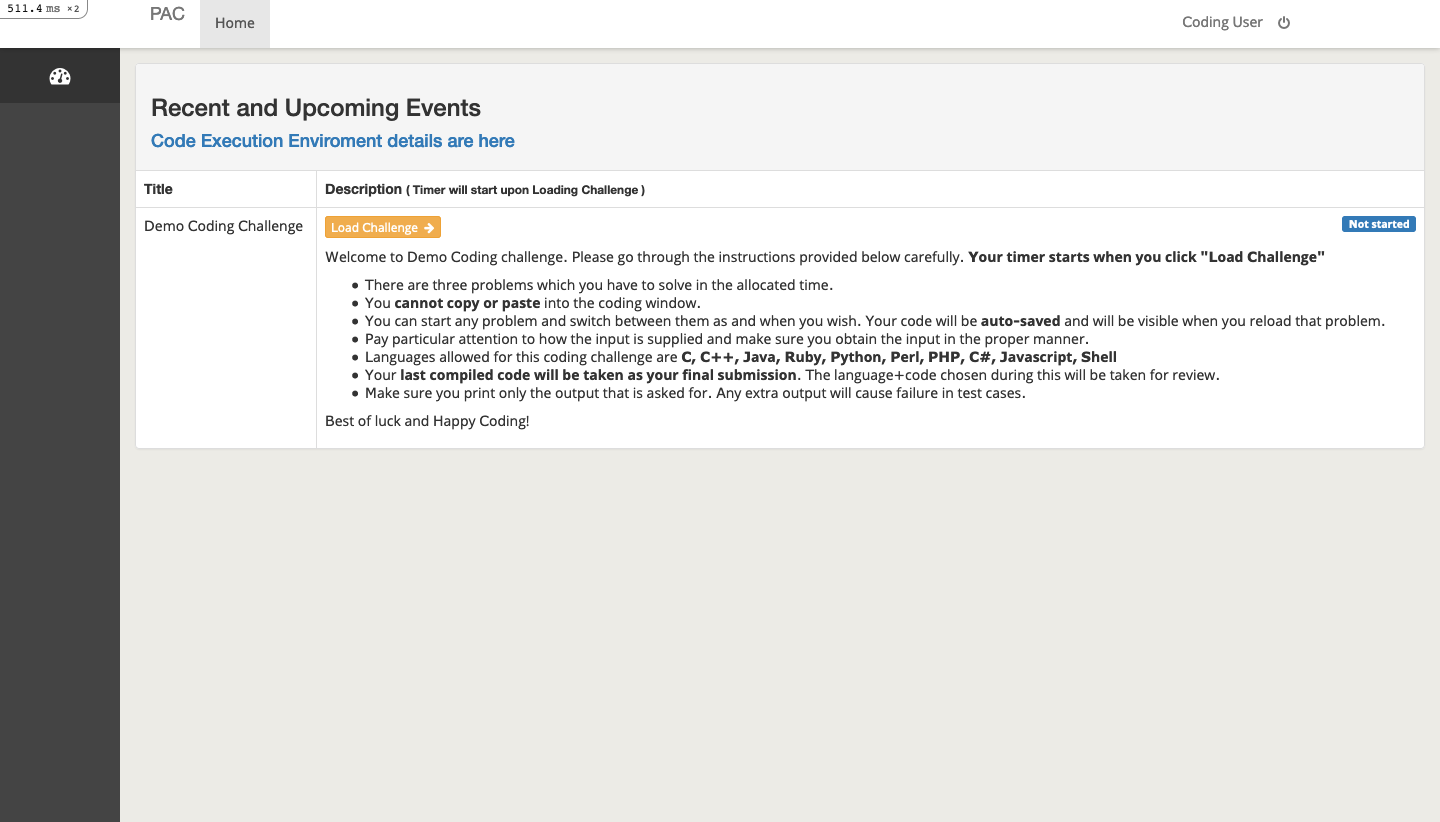 511.4 ms ×2
PAC
Home
Coding User
Recent and Upcoming Events
Code Execution Enviroment details are here
Title
Description ( Timer will start upon Loading Challenge )
Demo Coding Challenge
Load Challenge
Not started
Welcome to Demo Coding challenge. Please go through the instructions provided below carefully. Your timer starts when you click "Load Challenge"
There are three problems which you have to solve in the allocated time.
You cannot copy or paste into the coding window.
You can start any problem and switch between them as and when you wish. Your code will be auto-saved and will be visible when you reload that problem.
Pay particular attention to how the input is supplied and make sure you obtain the input in the proper manner.
Languages allowed for this coding challenge are C, C++, Java, Ruby, Python, Perl, PHP, C#, Javascript, Shell
Your last compiled code will be taken as your final submission. The language+code chosen during this will be taken for review.
Make sure you print only the output that is asked for. Any extra output will cause failure in test cases.
Best of luck and Happy Coding!